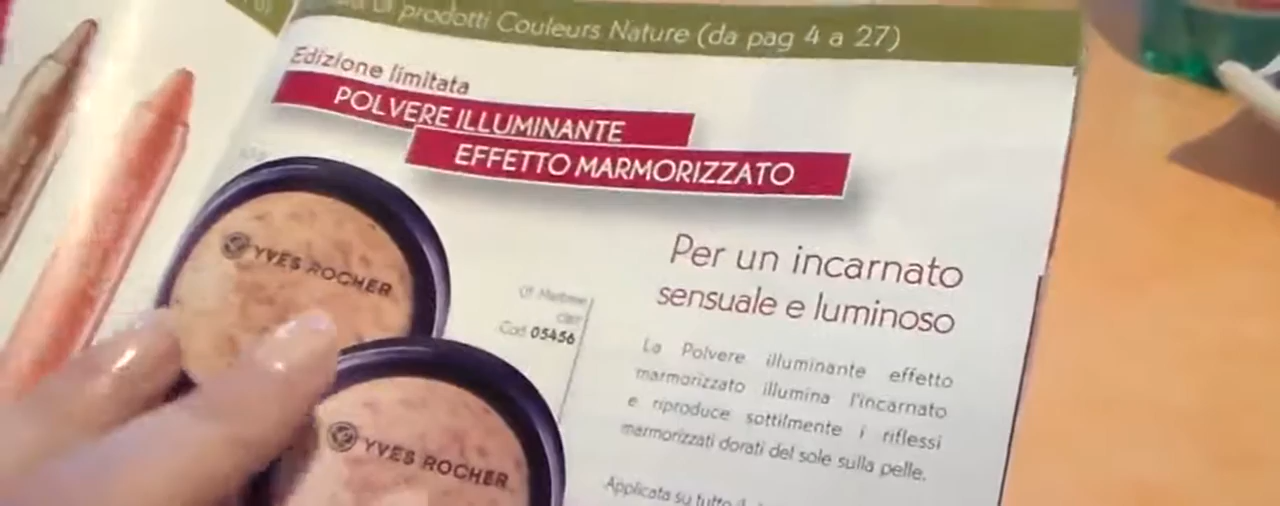 di prodotti Couleurs Nature (da pag 4 a 27)
Edizione limitata
POLVERE ILLUMINANTE
EFFETTO MARMORIZZATO
YVES ROCHER
Per un incarnato
sensuale e luminoso
Cod. 05456
La Polvere illuminante effetto
marmorizzato illumina l'incarnato
e riproduce sottilmente i riflessi
marmorizzati dorati del sole sulla pelle.
YVES ROCHER
Applicata su tutto il